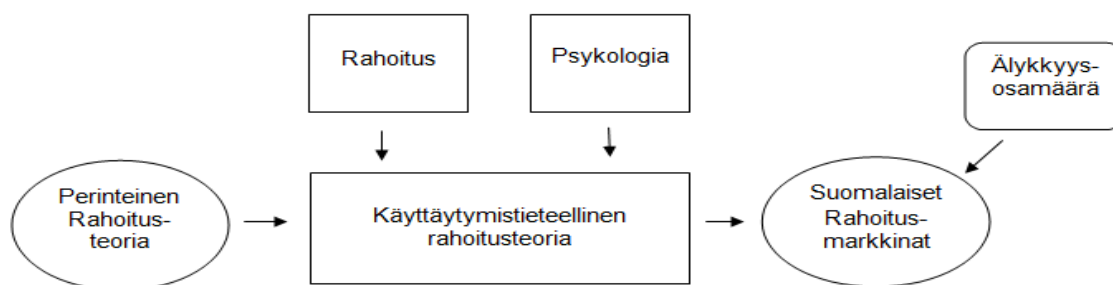 Rahoitus
Psykologia
Älykkyys-
osamäärä
Perinteinen
Rahoitus-
teoria
Käyttäytymistieteellinen
rahoitusteoria
Suomalaiset
Rahoitus-
markkinat